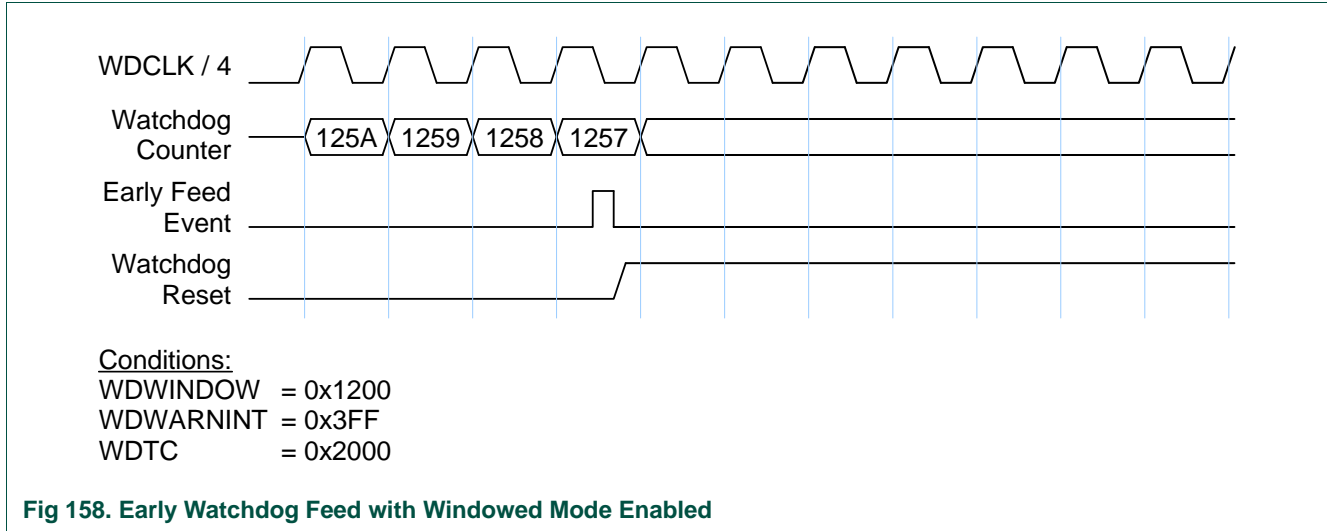 WDCLK / 4
Watchdog
Counter
125A 1259 1258 1257
Early Feed
Event
Watchdog
Reset
Conditions:
WDWINDOW = 0x1200
WDWARNINT = 0x3FF
WDTC = 0x2000
Fig 158. Early Watchdog Feed with Windowed Mode Enabled